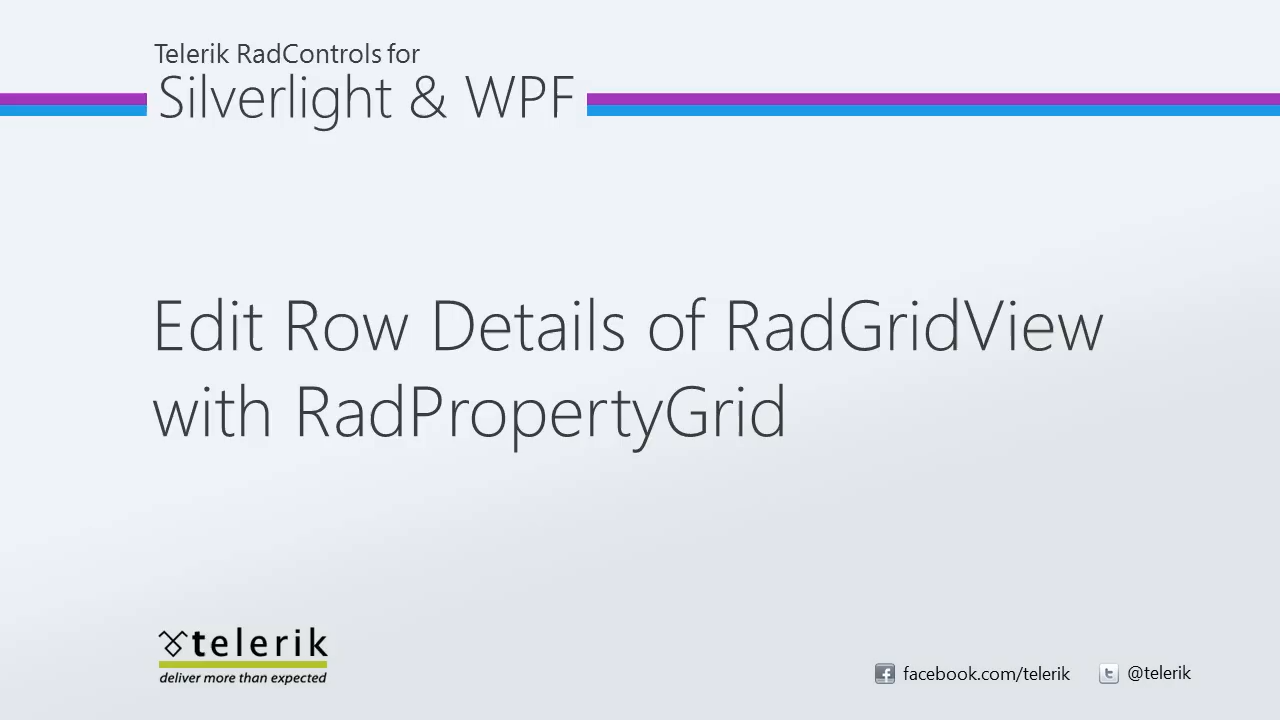 Telerik RadControls for
Silverlight & WPF
Edit Row Details of RadGridView
with RadPropertyGrid
telerik
deliver more than expected
facebook.com/telerik
@telerik